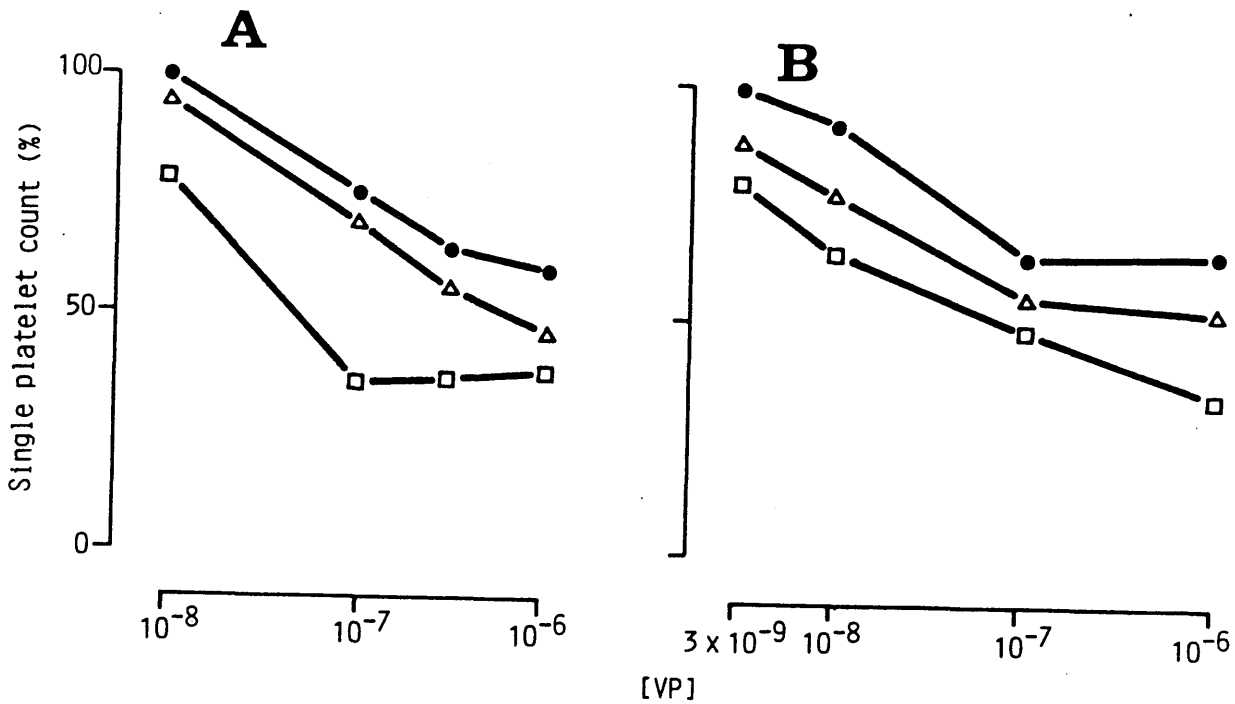 A
B
Single platelet count (%)
100
50
0
10⁻⁸
10⁻⁷
10⁻⁶
3 x 10⁻⁹
10⁻⁸
10⁻⁷
10⁻⁶
[VP]